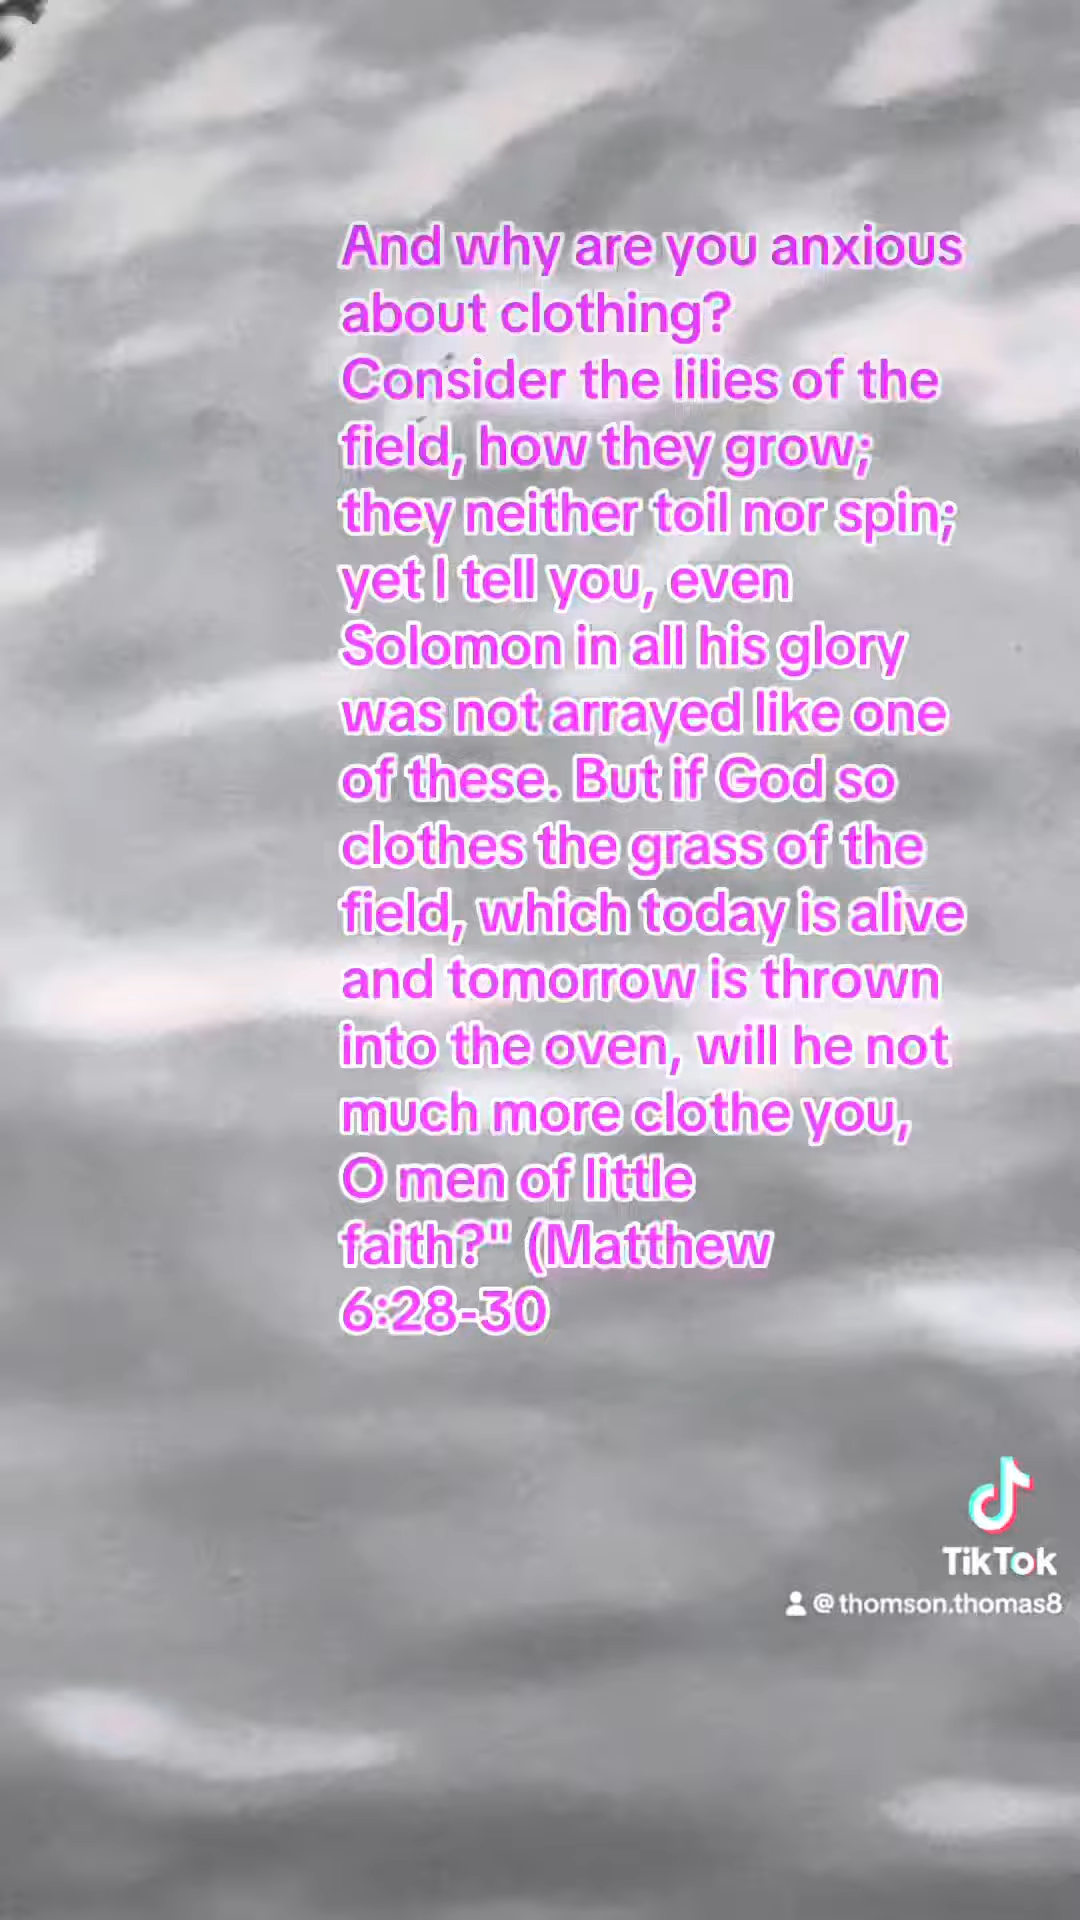 And why are you anxious
about clothing?
Consider the lilies of the
field, how they grow;
they neither toil nor spin;
yet I tell you, even
Solomon in all his glory
was not arrayed like one
of these. But if God so
clothes the grass of the
field, which today is alive
and tomorrow is thrown
into the oven, will he not
much more clothe you,
O men of little
faith?" (Matthew
6:28-30
TikTok
@thomson.thomas8